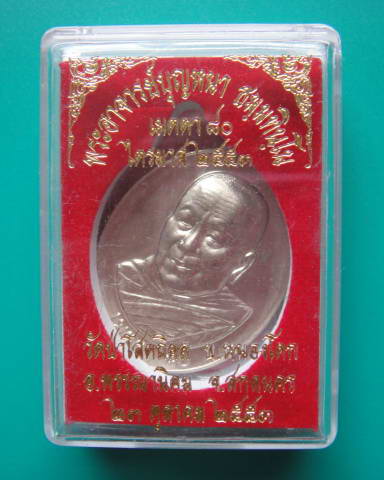 พระอาจารย์บุญหนา ธมฺมทินฺโน
เมตตา ๘๐
ไตรมาส ๒๕๕๓
วัดป่าโสตถิผล บ.หนองโดก
อ.พรรณานิคม จ.สกลนคร
๒๓ ตุลาคม ๒๕๕๓